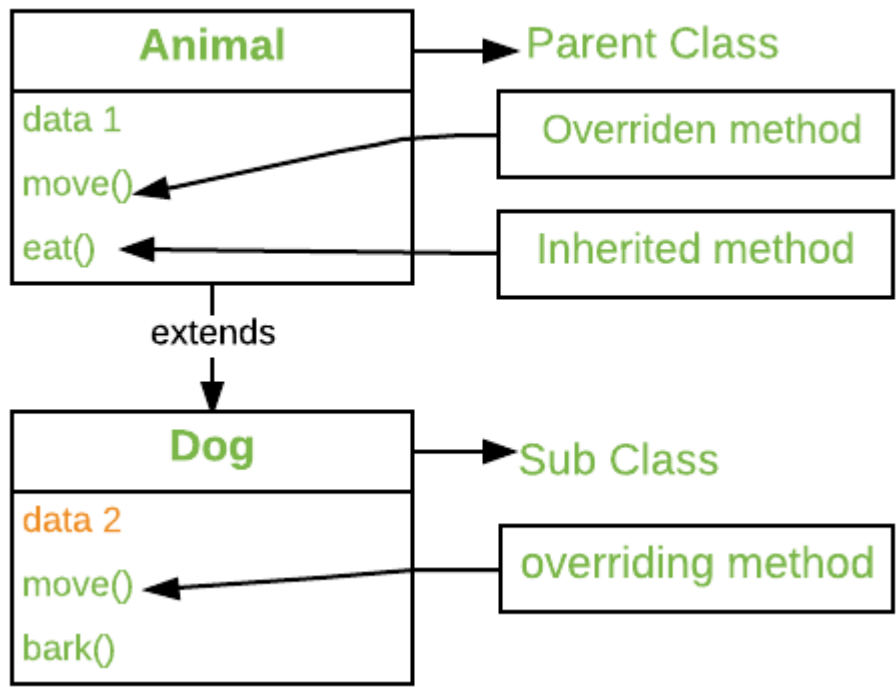 Animal
Parent Class
data 1
Overriden method
move()
eat()
Inherited method
extends
Dog
Sub Class
data 2
move()
overriding method
bark()